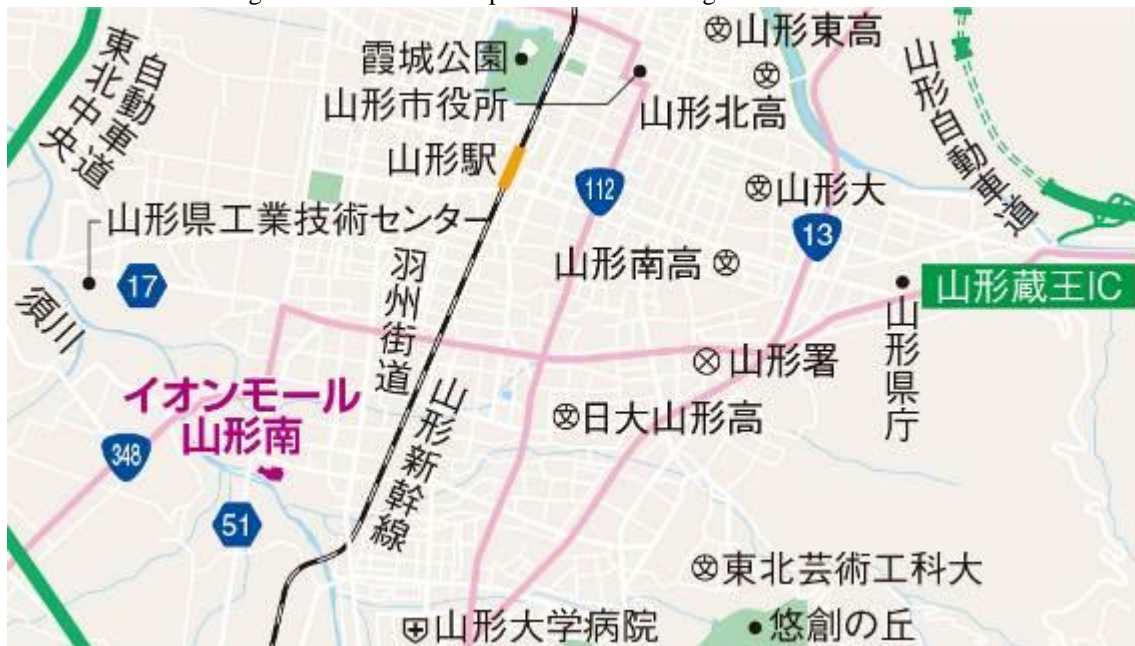 山形東高
霞城公園
山形市役所
山形北高
東北中央
自動車道
山形自動車道
山形駅
112
山形大
山形県工業技術センター
13
山形南高
羽州街道
17
須川
山形蔵王IC
山形県庁
山形署
イオンモール
山形南
日大山形高
山形新幹線
348
51
東北芸術工科大
山形大学病院
悠創の丘